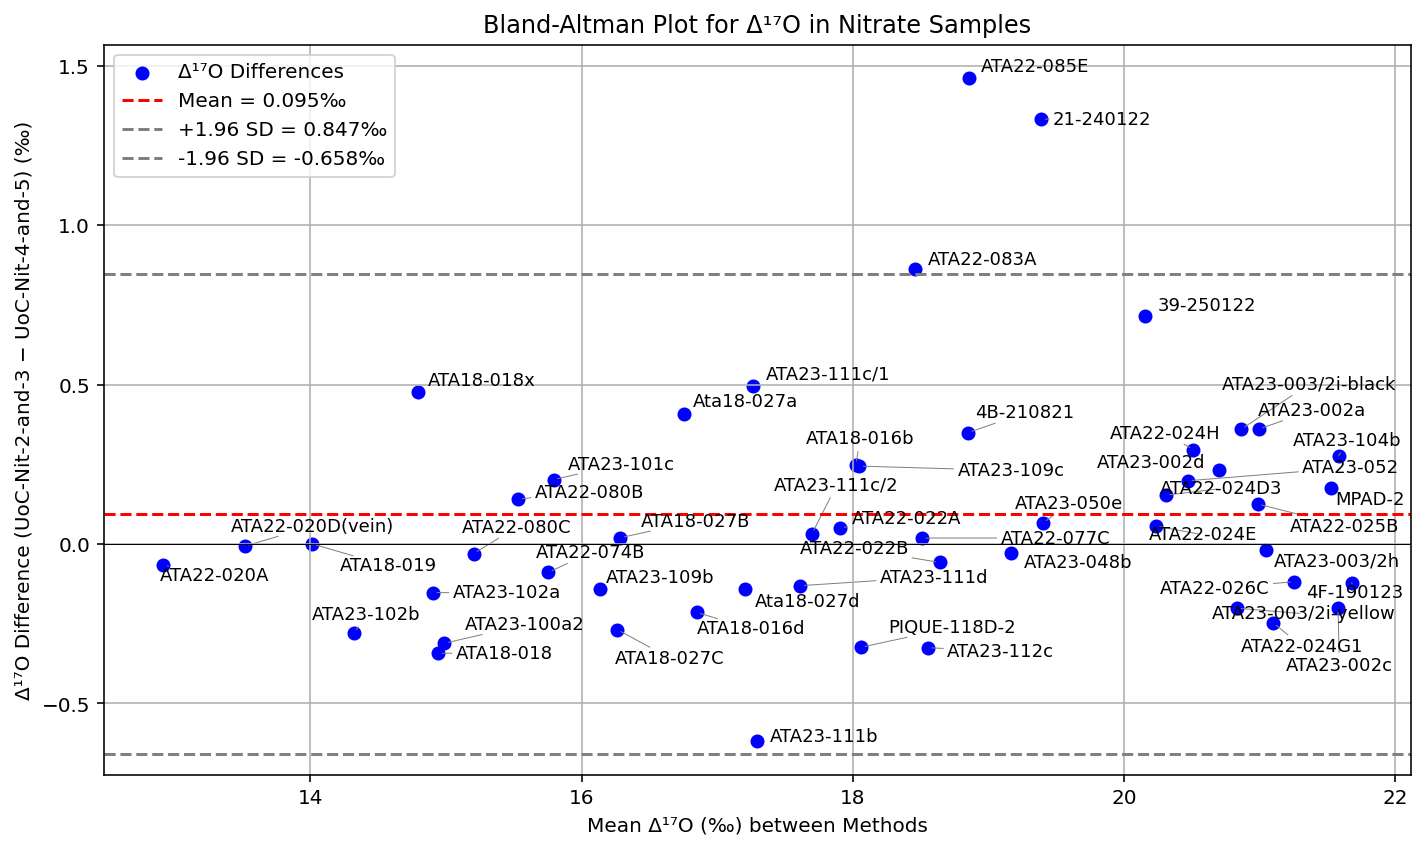 Bland-Altman Plot for Δ¹⁷O in Nitrate Samples
Δ¹⁷O Difference (UoC-Nit-2-and-3 − UoC-Nit-4-and-5) (‰)
1.5
1.0
0.5
0.0
−0.5
Δ¹⁷O Differences
Mean = 0.095‰
+1.96 SD = 0.847‰
-1.96 SD = -0.658‰
ATA22-085E
21-240122
ATA22-083A
39-250122
ATA18-018x
ATA23-111c/1
Ata18-027a
ATA23-003/2i-black
4B-210821
ATA23-002a
ATA22-024H
ATA18-016b
ATA23-104b
ATA23-101c
ATA23-109c
ATA23-002d
ATA23-052
ATA22-080B
ATA23-111c/2
ATA22-024D3
MPAD-2
ATA22-020D(vein)
ATA22-080C
ATA18-027B
ATA22-022A
ATA23-050e
ATA22-025B
ATA22-077C
ATA22-024E
ATA22-020A
ATA18-019
ATA22-074B
ATA22-022B
ATA23-048b
ATA23-003/2h
ATA23-102a
ATA23-109b
ATA23-111d
ATA22-026C
4F-190123
ATA23-102b
Ata18-027d
ATA23-003/2i-yellow
ATA23-100a2
ATA18-016d
PIQUE-118D-2
ATA18-018
ATA18-027C
ATA23-112c
ATA22-024G1
ATA23-002c
ATA23-111b
14
16
18
20
22
Mean Δ¹⁷O (‰) between Methods